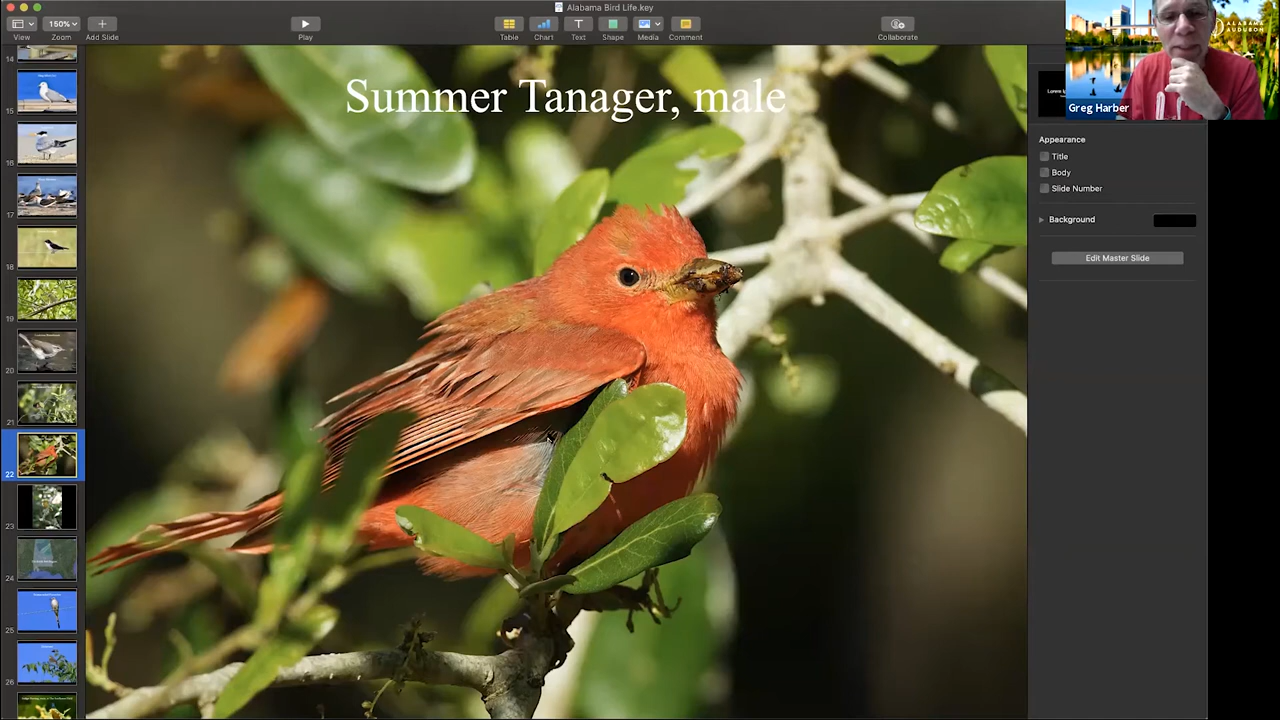 Alabama Bird Life.key
150%
View
Zoom
Add Slide
Play
Table
Chart
Text
Shape
Media
Comment
Collaborate
ALABAMA
AUDUBON
Greg Harber
Summer Tanager, male
Appearance
Title
Body
Slide Number
Background
Edit Master Slide
14
15
16
17
18
19
20
21
22
23
24
25
26